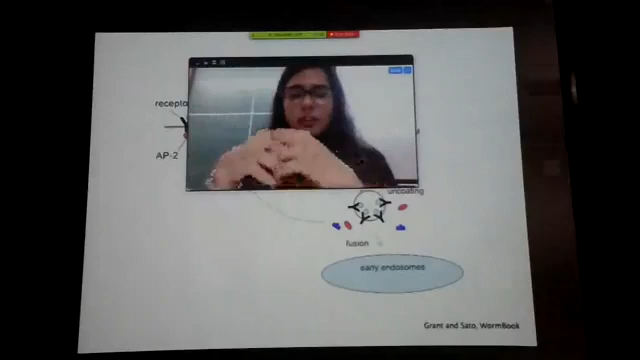 recepto
AP-2
uncoating
fusion
early endosomes
Grant and Sato, WormBook